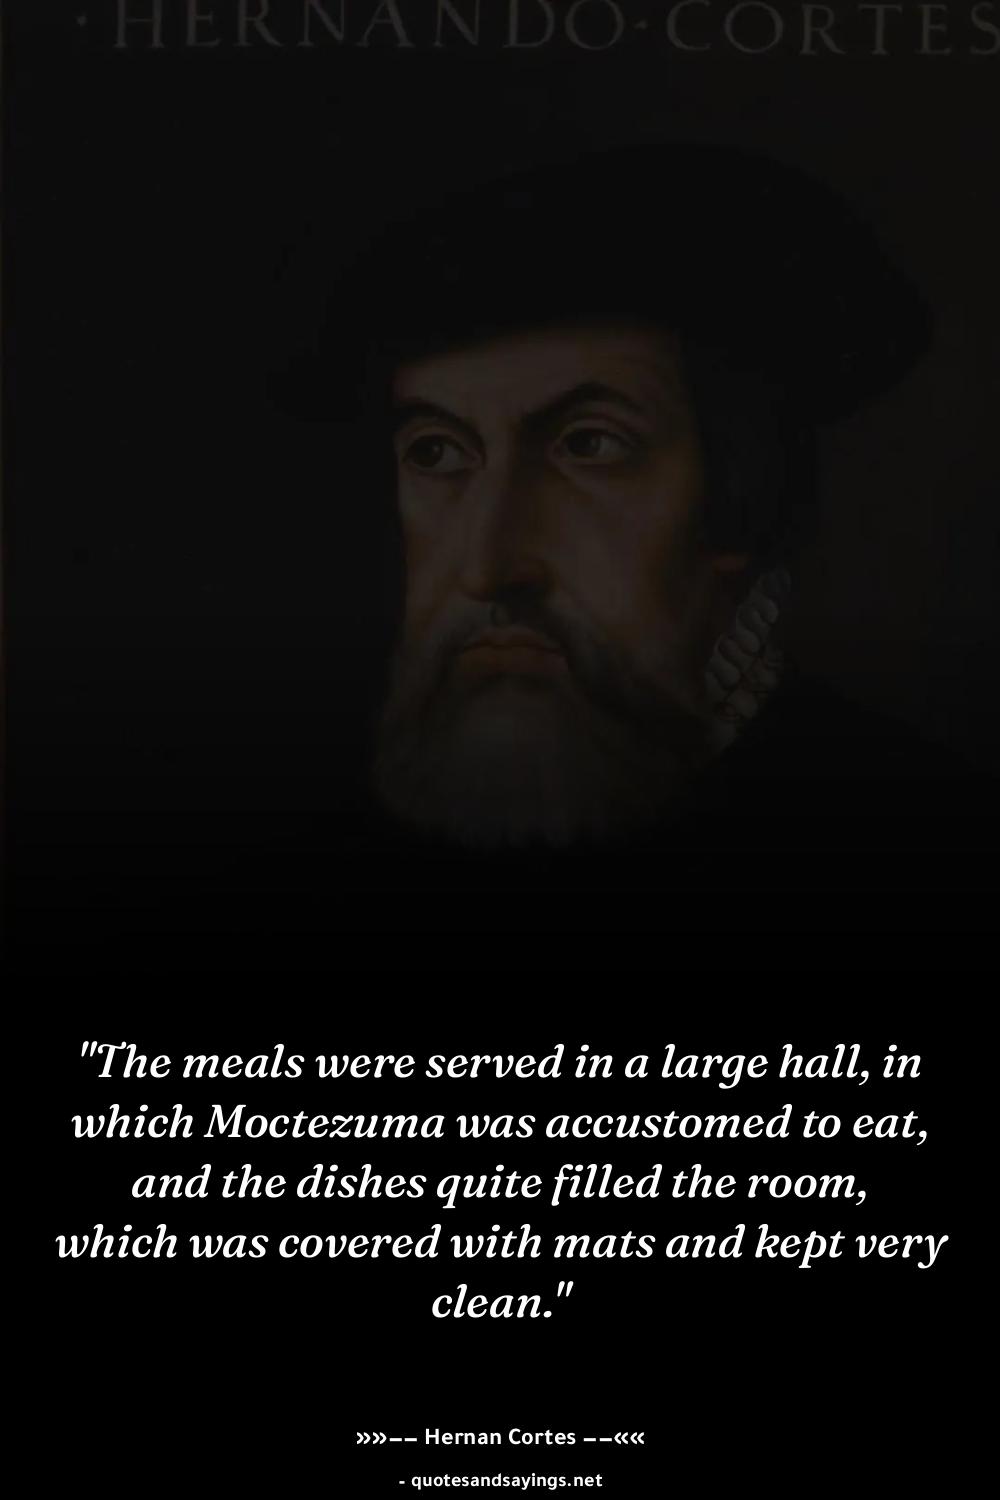 · HERNANDO · CORTES
"The meals were served in a large hall, in
which Moctezuma was accustomed to eat,
and the dishes quite filled the room,
which was covered with mats and kept very
clean."
»»–– Hernan Cortes ––««
- quotesandsayings.net